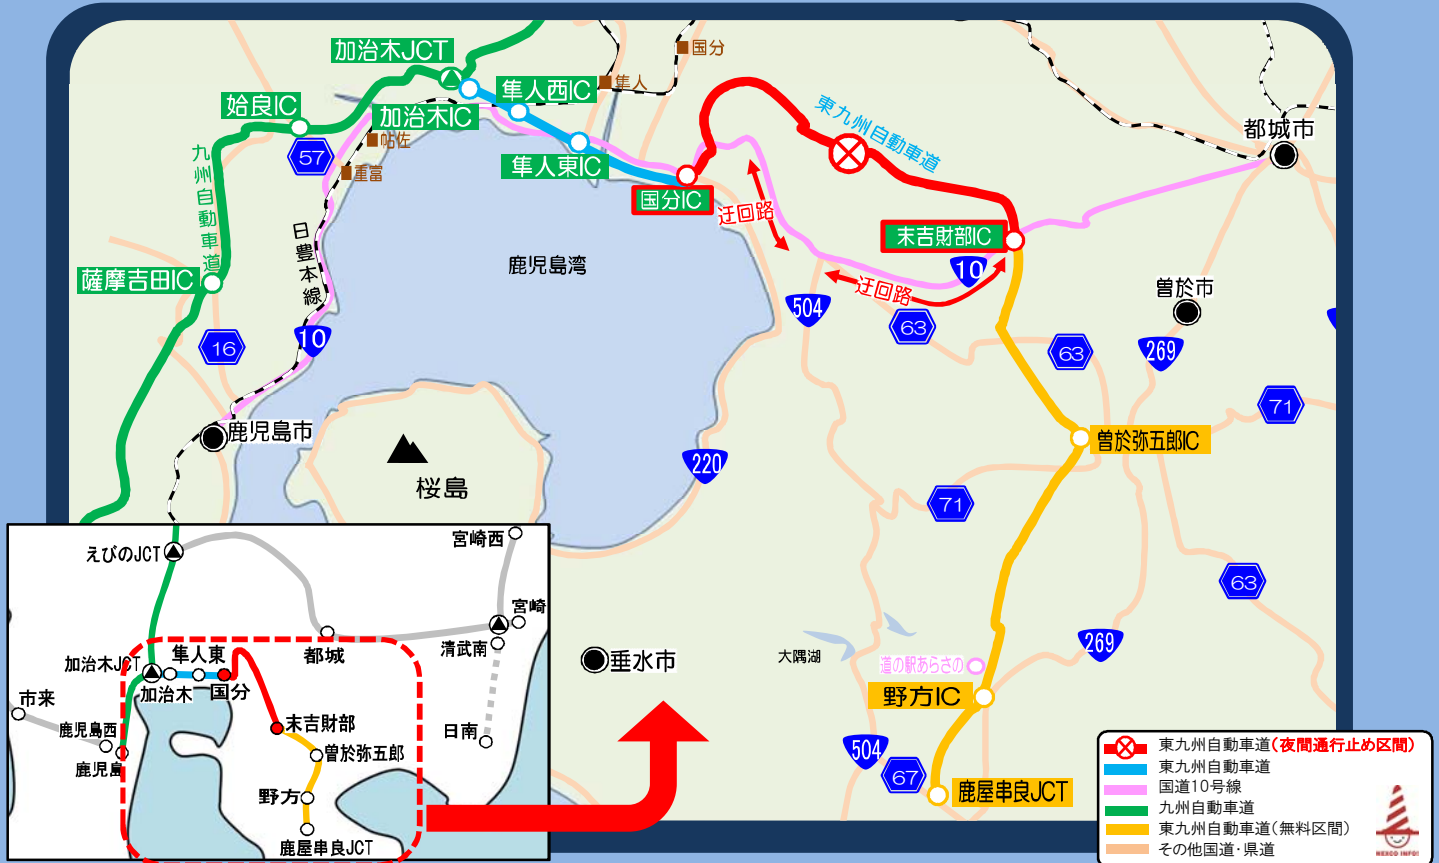 加治木JCT
国分
隼人
隼人西IC
姶良IC
加治木IC
東九州自動車道
都城市
帖佐
57
隼人東IC
重富
九州自動車道
国分IC
迂回路
日豊本線
末吉財部IC
鹿児島湾
10
薩摩吉田IC
迂回路
曽於市
504
63
10
16
63
269
71
鹿児島市
曽於弥五郎IC
220
桜島
71
宮崎西
えびのJCT
63
宮崎
隼人東
都城
清武南
269
加治木JCT
垂水市
大隅湖
道の駅あらさの
加治木
国分
野方IC
市来
末吉財部
鹿児島西
日南
曽於弥五郎
504
鹿児島
67
野方
鹿屋串良JCT
鹿屋串良JCT
東九州自動車道(夜間通行止め区間)
東九州自動車道
国道10号線
九州自動車道
東九州自動車道(無料区間)
その他国道・県道
NEXCO INFO!